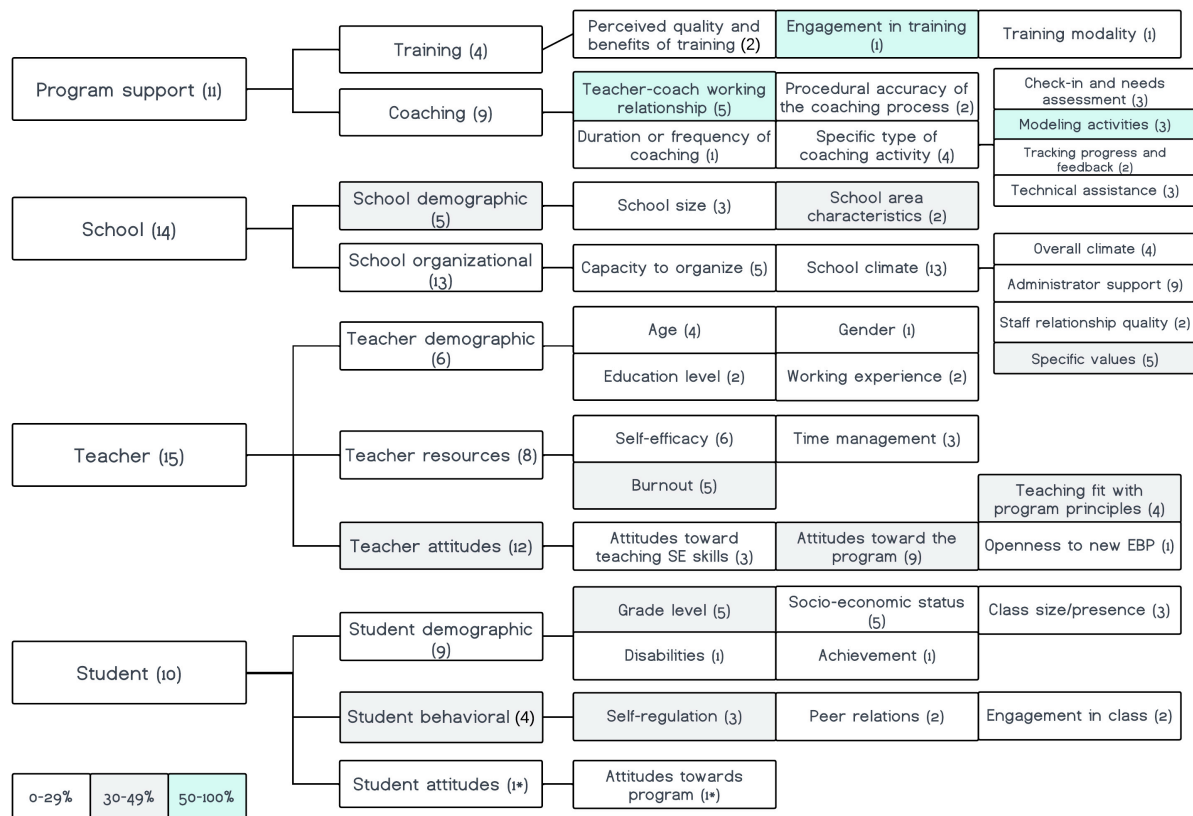 Program support (11)
Training (4)
Perceived quality and
benefits of training (2)
Engagement in training
(1)
Training modality (1)
Coaching (9)
Teacher-coach working
relationship (5)
Procedural accuracy of
the coaching process (2)
Duration or frequency of
coaching (1)
Specific type of
coaching activity (4)
Check-in and needs
assessment (3)
Modeling activities (3)
Tracking progress and
feedback (2)
Technical assistance (3)
School (14)
School demographic
(5)
School size (3)
School area
characteristics (2)
School organizational
(13)
Capacity to organize (5)
School climate (13)
Overall climate (4)
Administrator support (9)
Staff relationship quality (2)
Specific values (5)
Teacher (15)
Teacher demographic
(6)
Age (4)
Gender (1)
Education level (2)
Working experience (2)
Teacher resources (8)
Self-efficacy (6)
Time management (3)
Burnout (5)
Teacher attitudes (12)
Attitudes toward
teaching SE skills (3)
Attitudes toward the
program (9)
Teaching fit with
program principles (4)
Openness to new EBP (1)
Student (10)
Student demographic
(9)
Grade level (5)
Socio-economic status
(5)
Class size/presence (3)
Disabilities (1)
Achievement (1)
Student behavioral (4)
Self-regulation (3)
Peer relations (2)
Engagement in class (2)
Student attitudes (1*)
Attitudes towards
program (1*)
0-29%
30-49%
50-100%